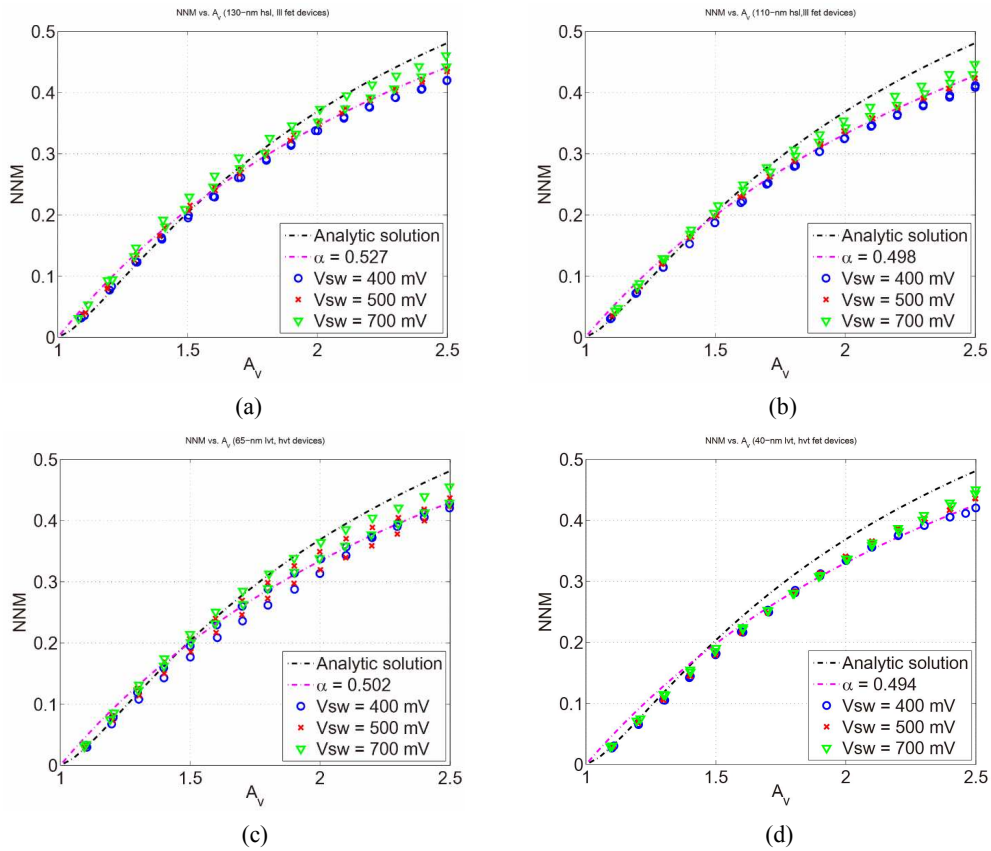 NNM vs. Av (130-nm hsl, lll fet devices)
0.5
0.4
0.3
0.2
0.1
0
NNM
Analytic solution
α = 0.527
Vsw = 400 mV
Vsw = 500 mV
Vsw = 700 mV
1 1.5 2 2.5
Av
(a)
NNM vs. Av (110-nm hsl,lll fet devices)
0.5
0.4
0.3
0.2
0.1
0
NNM
Analytic solution
α = 0.498
Vsw = 400 mV
Vsw = 500 mV
Vsw = 700 mV
1 1.5 2 2.5
Av
(b)
NNM vs. Av (65-nm lvt, hvt devices)
0.5
0.4
0.3
0.2
0.1
0
NNM
Analytic solution
α = 0.502
Vsw = 400 mV
Vsw = 500 mV
Vsw = 700 mV
1 1.5 2 2.5
Av
(c)
NNM vs. Av (40-nm lvt, hvt fet devices)
0.5
0.4
0.3
0.2
0.1
0
NNM
Analytic solution
α = 0.494
Vsw = 400 mV
Vsw = 500 mV
Vsw = 700 mV
1 1.5 2 2.5
Av
(d)